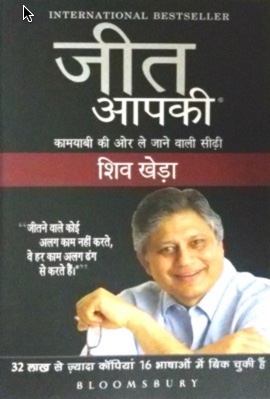 INTERNATIONAL BESTSELLER
जीत
आपकी®
कामयाबी की ओर ले जाने वाली सीढ़ी
शिव खेड़ा
“जीतने वाले कोई
अलग काम नहीं करते,
वे हर काम अलग ढंग
से करते हैं।”
32 लाख से ज़्यादा कॉपियां 16 भाषाओं में बिक चुकी हैं
BLOOMSBURY